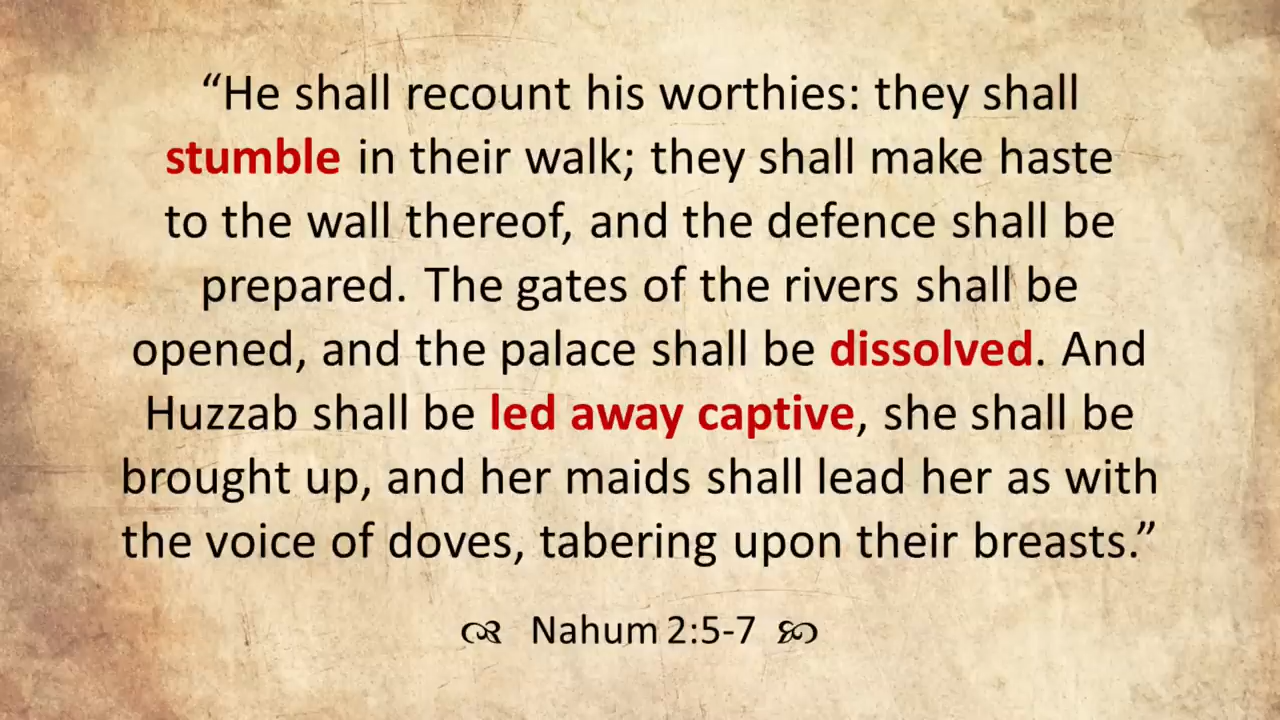 “He shall recount his worthies: they shall
stumble in their walk; they shall make haste
to the wall thereof, and the defence shall be
prepared. The gates of the rivers shall be
opened, and the palace shall be dissolved. And
Huzzab shall be led away captive, she shall be
brought up, and her maids shall lead her as with
the voice of doves, tabering upon their breasts.”
Nahum 2:5-7